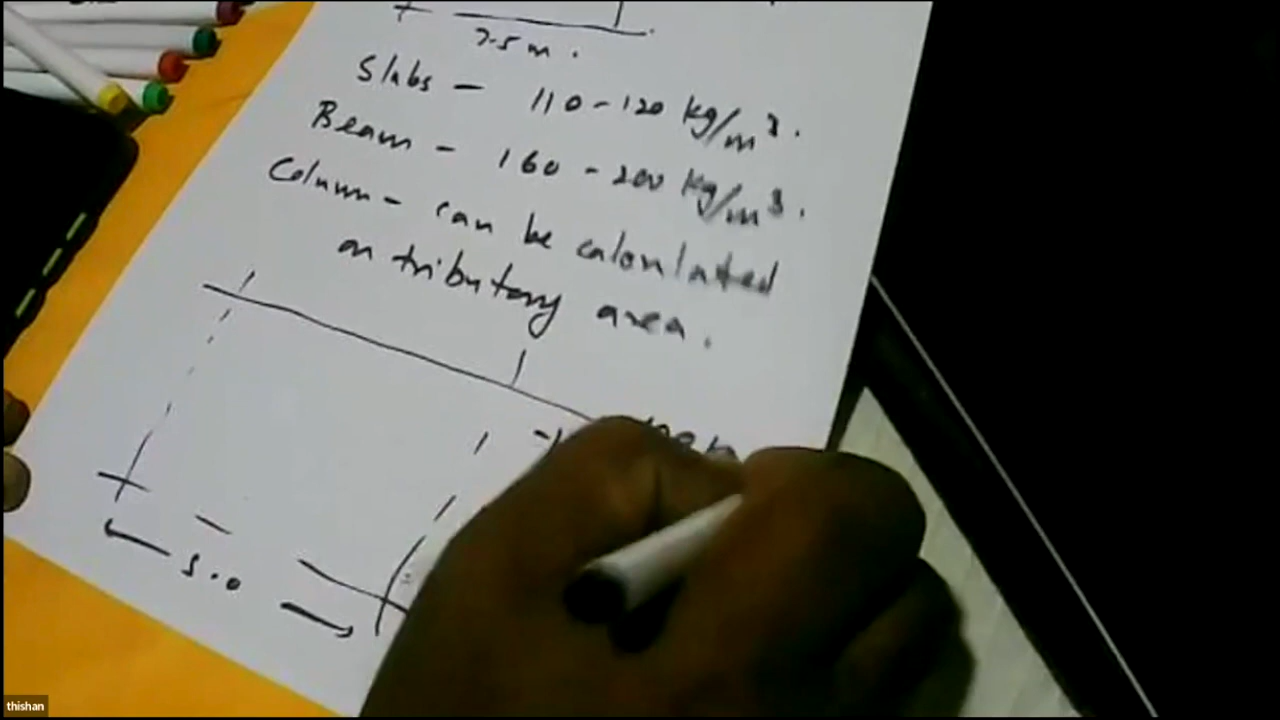 7.5 m.
Slabs – 110 – 120 kg/m³.
Beam – 160 – 200 kg/m³.
Column – can be calculated
on tributary area.
5.0
thishan